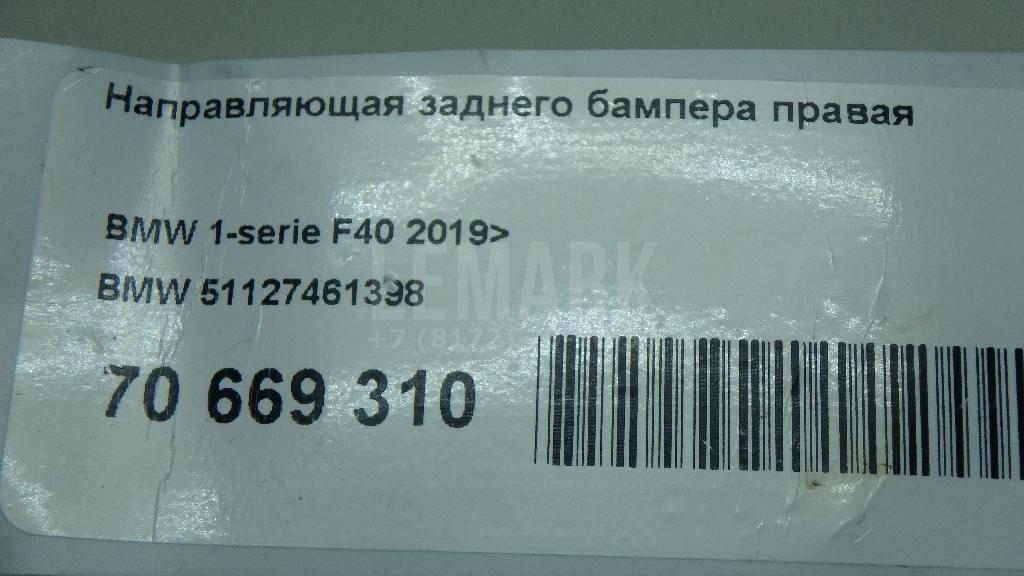 Направляющая заднего бампера правая
BMW 1-serie F40 2019>
BMW 51127461398
LEMARK
+7 (8172)
70 669 310